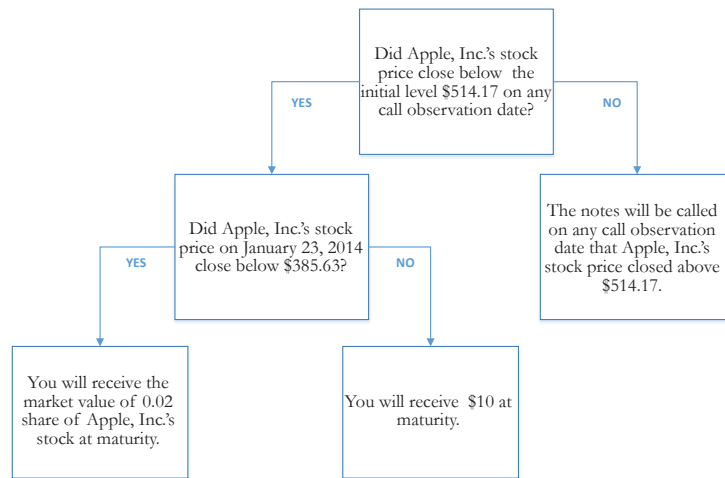 Did Apple, Inc.'s stock
price close below the
initial level $514.17 on any
call observation date?
YES
NO
Did Apple, Inc.'s stock
price on January 23, 2014
close below $385.63?
The notes will be called
on any call observation
date that Apple, Inc.'s
stock price closed above
$514.17.
YES
NO
You will receive the
market value of 0.02
share of Apple, Inc.'s
stock at maturity.
You will receive $10 at
maturity.